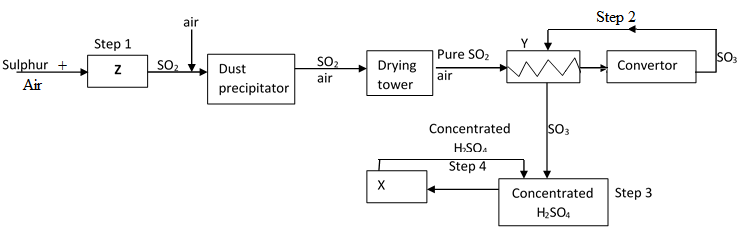 Step 1
Sulphur + Air
Z
SO₂
air
Dust precipitator
SO₂
air
Drying tower
Pure SO₂
air
Y
Step 2
Convertor
SO₃
SO₃
Concentrated
H₂SO₄
Step 4
X
Concentrated
H₂SO₄
Step 3